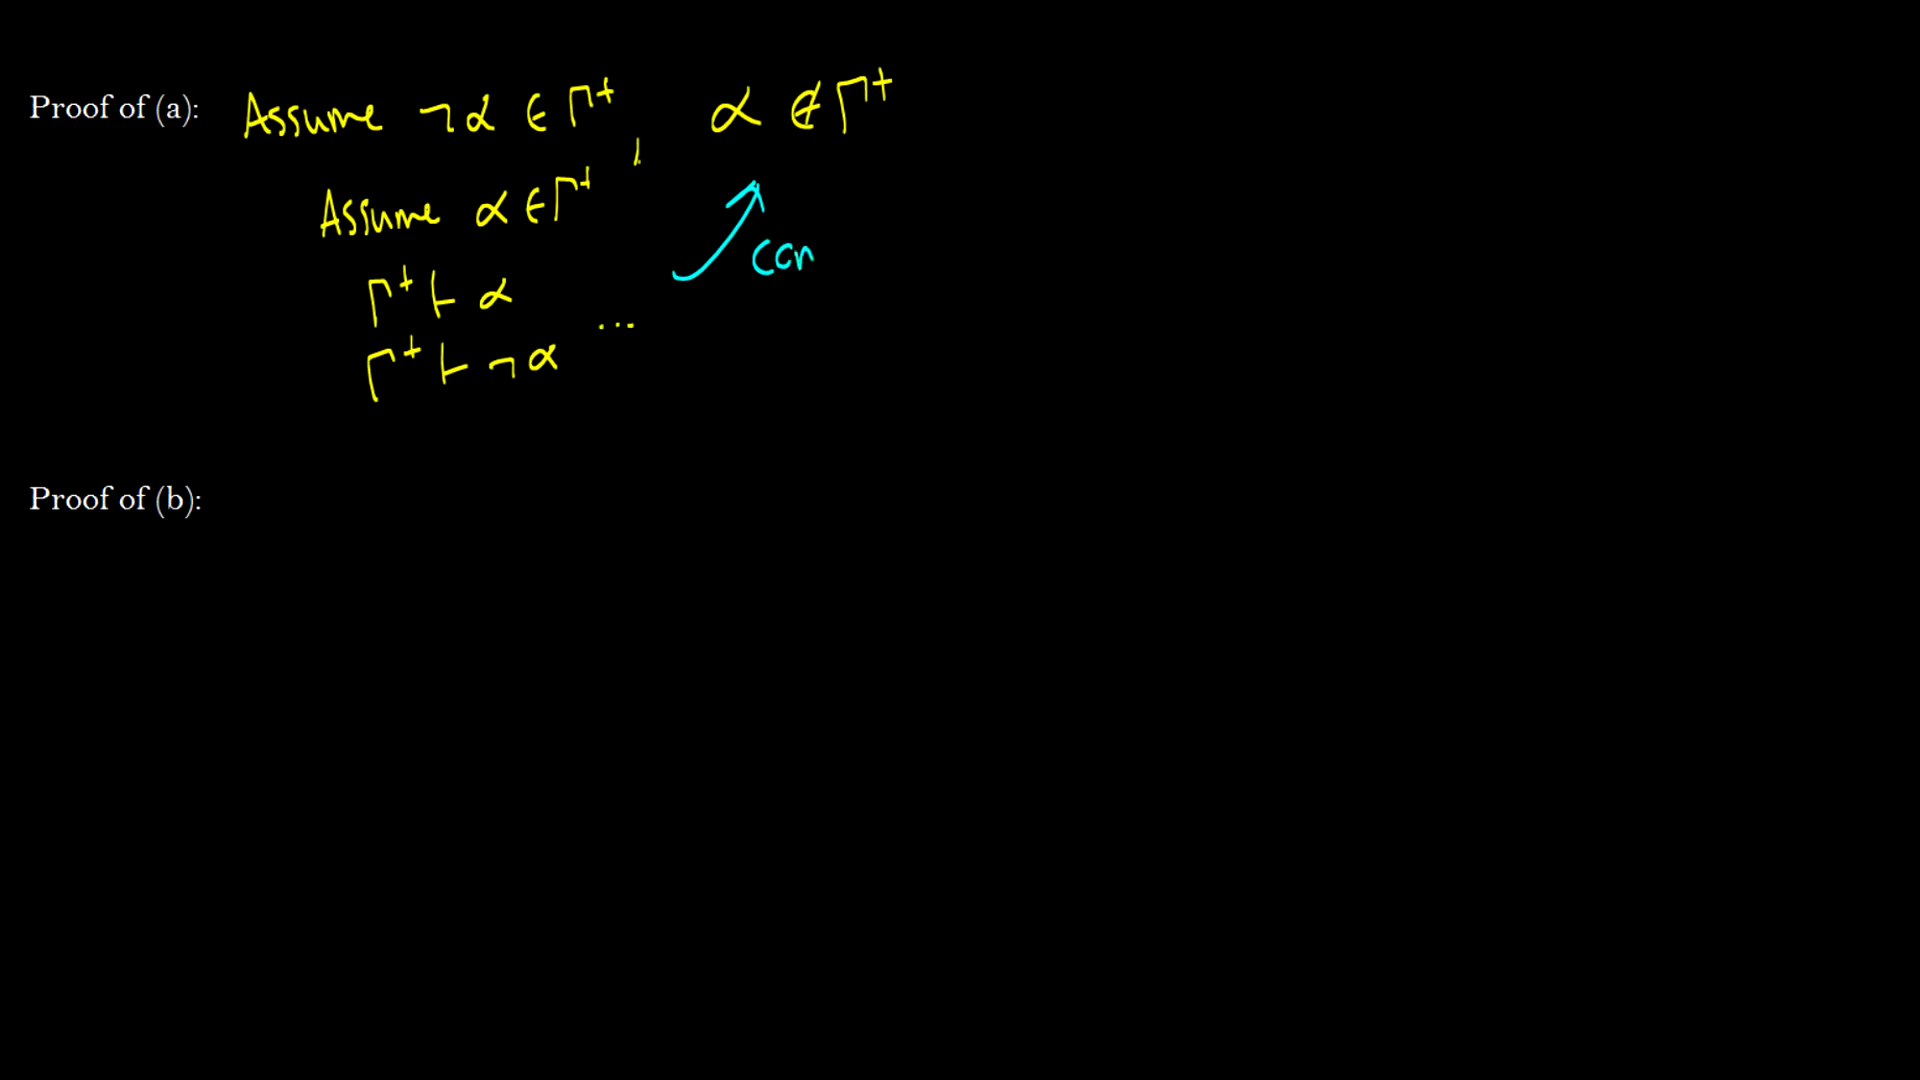 Proof of (a): Assume ¬α ∈ Γ⁺, α ∉ Γ⁺
Assume α ∈ Γ⁺
Γ⁺ ⊢ α
Γ⁺ ⊢ ¬α ...
con
Proof of (b):